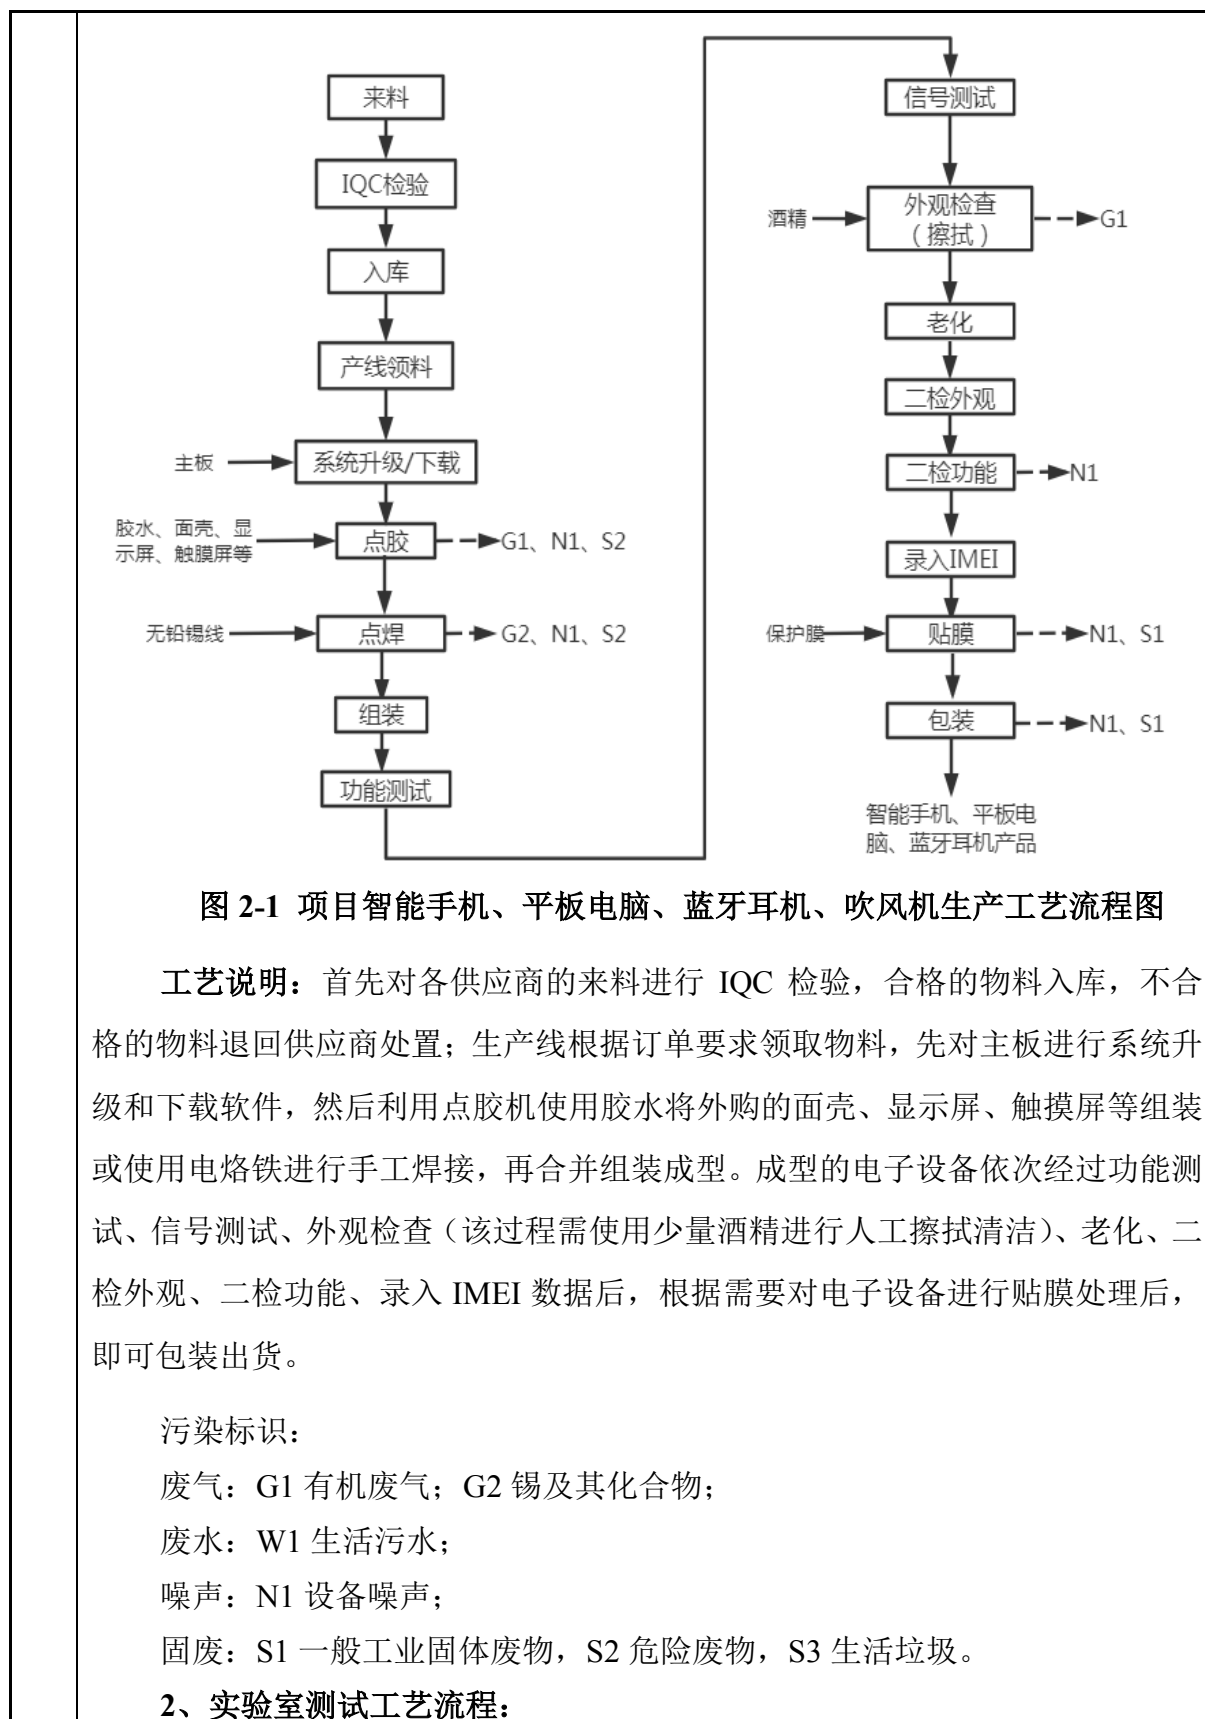 来料
IQC检验
入库
产线领料
主板
系统升级/下载
胶水、面壳、显
示屏、触膜屏等
点胶
G1、N1、S2
无铅锡线
点焊
G2、N1、S2
组装
功能测试
信号测试
酒精
外观检查
（擦拭）
G1
老化
二检外观
二检功能
N1
录入IMEI
保护膜
贴膜
N1、S1
包装
N1、S1
智能手机、平板电
脑、蓝牙耳机产品
图 2-1 项目智能手机、平板电脑、蓝牙耳机、吹风机生产工艺流程图
工艺说明：首先对各供应商的来料进行 IQC 检验，合格的物料入库，不合
格的物料退回供应商处置；生产线根据订单要求领取物料，先对主板进行系统升
级和下载软件，然后利用点胶机使用胶水将外购的面壳、显示屏、触摸屏等组装
或使用电烙铁进行手工焊接，再合并组装成型。成型的电子设备依次经过功能测
试、信号测试、外观检查（该过程需使用少量酒精进行人工擦拭清洁）、老化、二
检外观、二检功能、录入 IMEI 数据后，根据需要对电子设备进行贴膜处理后，
即可包装出货。
污染标识：
废气：G1 有机废气；G2 锡及其化合物；
废水：W1 生活污水；
噪声：N1 设备噪声；
固废：S1 一般工业固体废物，S2 危险废物，S3 生活垃圾。
2、实验室测试工艺流程：